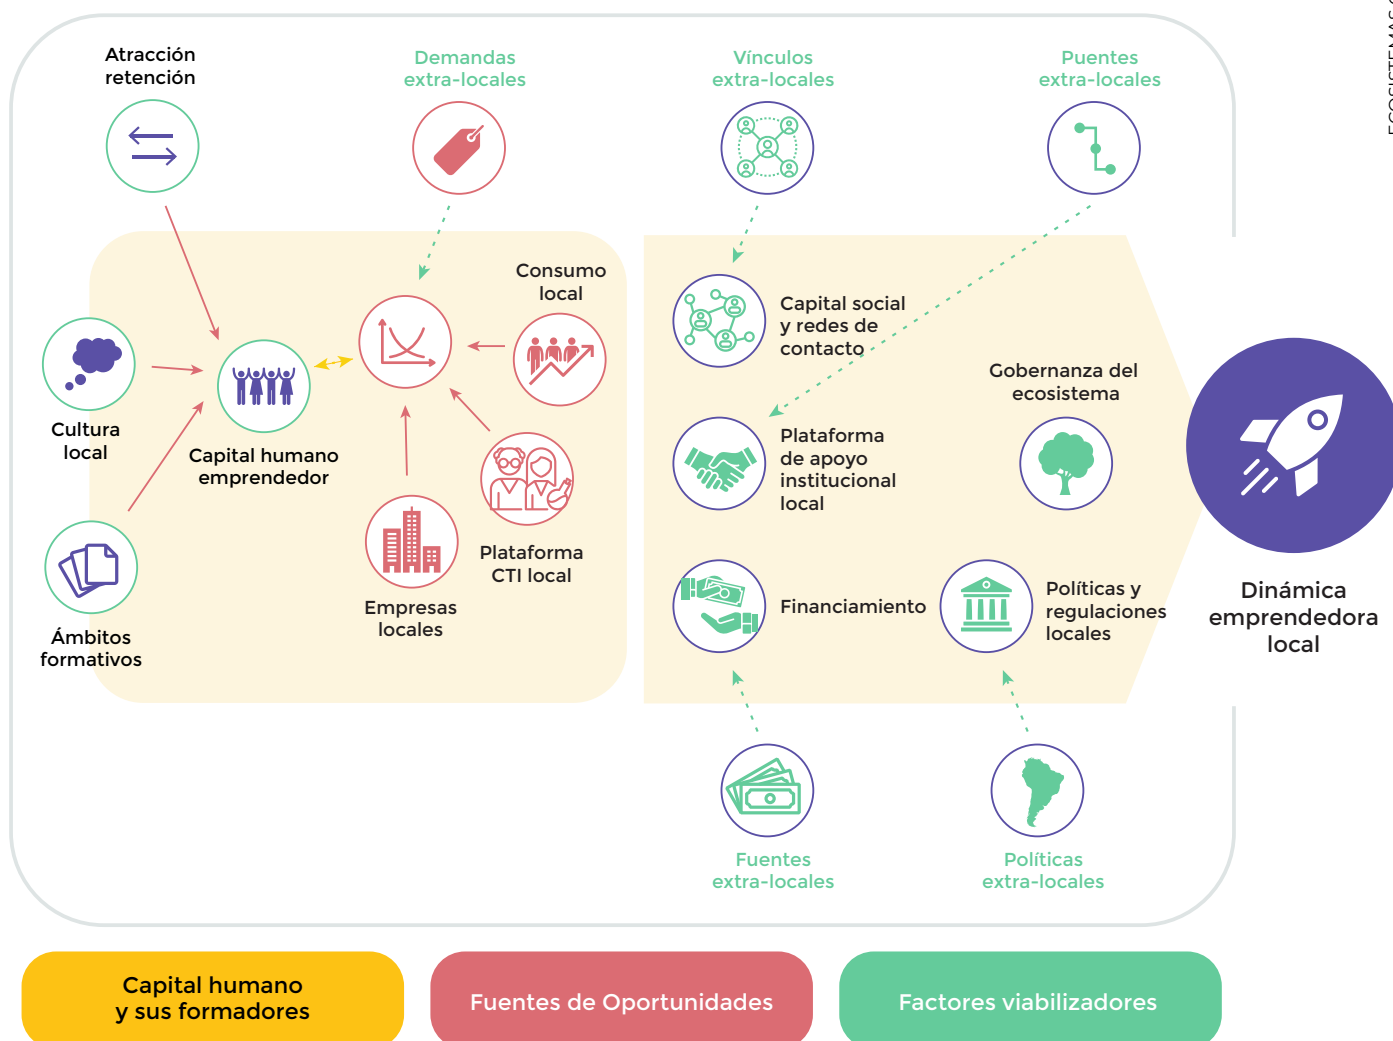 Atracción
retención
Demandas
extra-locales
Vínculos
extra-locales
Puentes
extra-locales
Consumo
local
Capital social
y redes de
contacto
Gobernanza del
ecosistema
Cultura
local
Capital humano
emprendedor
Plataforma
de apoyo
institucional
local
Plataforma
CTI local
Empresas
locales
Financiamiento
Políticas y
regulaciones
locales
Dinámica
emprendedora
local
Ámbitos
formativos
Fuentes
extra-locales
Políticas
extra-locales
Capital humano
y sus formadores
Fuentes de Oportunidades
Factores viabilizadores
ECOSISTEMAS